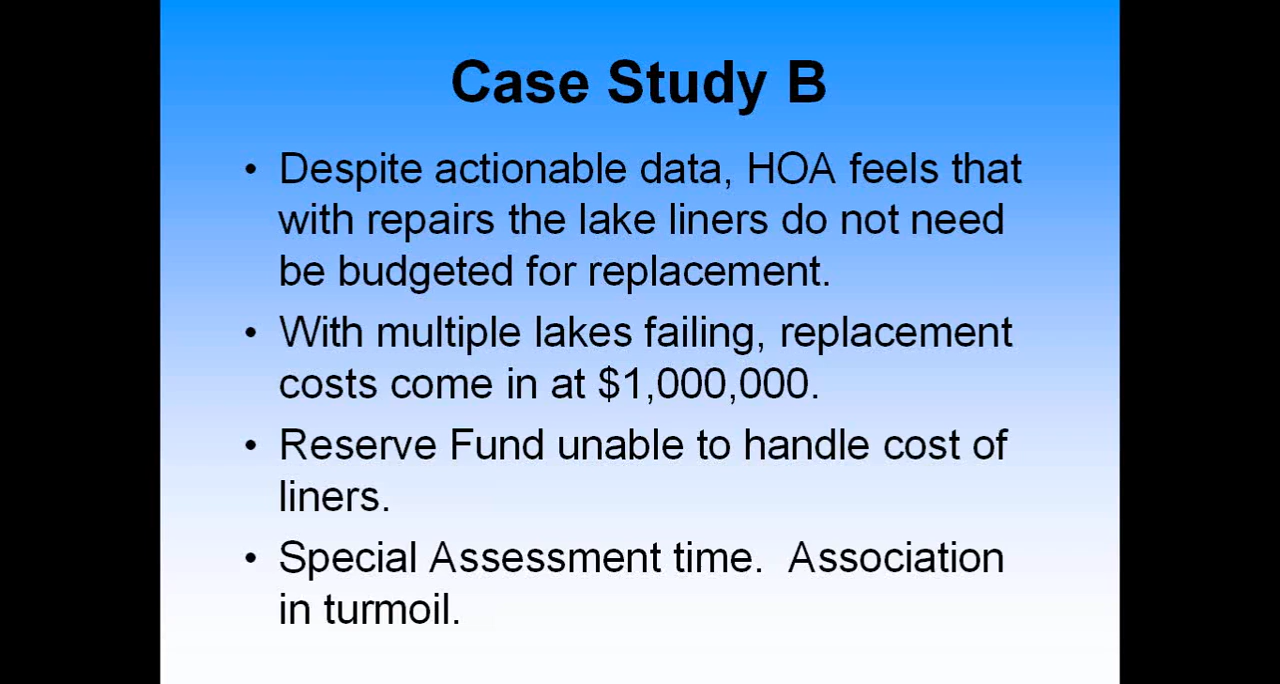 Case Study B
• Despite actionable data, HOA feels that
with repairs the lake liners do not need
be budgeted for replacement.
• With multiple lakes failing, replacement
costs come in at $1,000,000.
• Reserve Fund unable to handle cost of
liners.
• Special Assessment time.  Association
in turmoil.